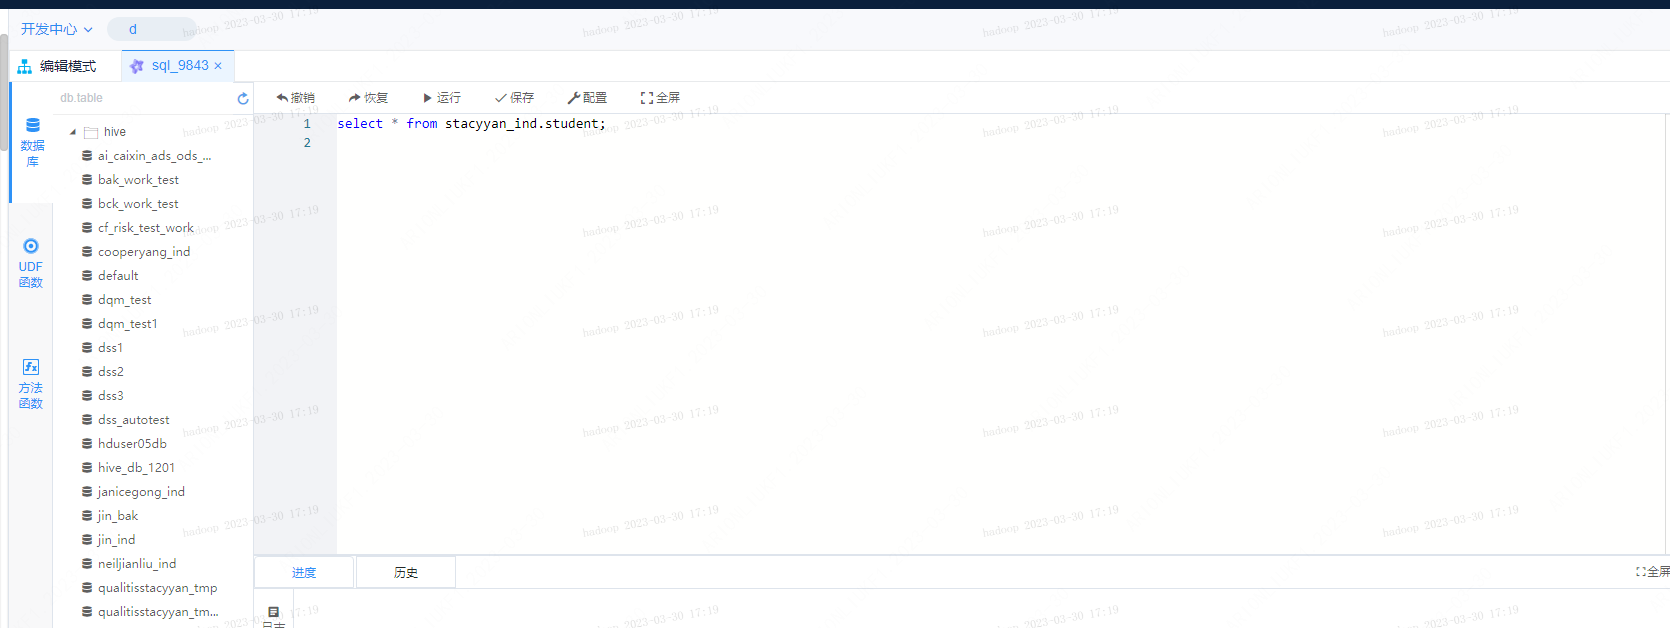 开发中心 d
编辑模式 sql_9843 ×
db.table
撤销 恢复 运行 保存 配置 全屏
数据库
UDF函数
方法函数
hive
ai_caixin_ads_ods_...
bak_work_test
bck_work_test
cf_risk_test_work
cooperyang_ind
default
dqm_test
dqm_test1
dss1
dss2
dss3
dss_autotest
hduser05db
hive_db_1201
janicegong_ind
jin_bak
jin_ind
neiljianliu_ind
qualitisstacyyan_tmp
qualitisstacyyan_tm...
1 select * from stacyyan_ind.student;
2
进度 历史 全屏
日志
hadoop 2023-03-30 17:19